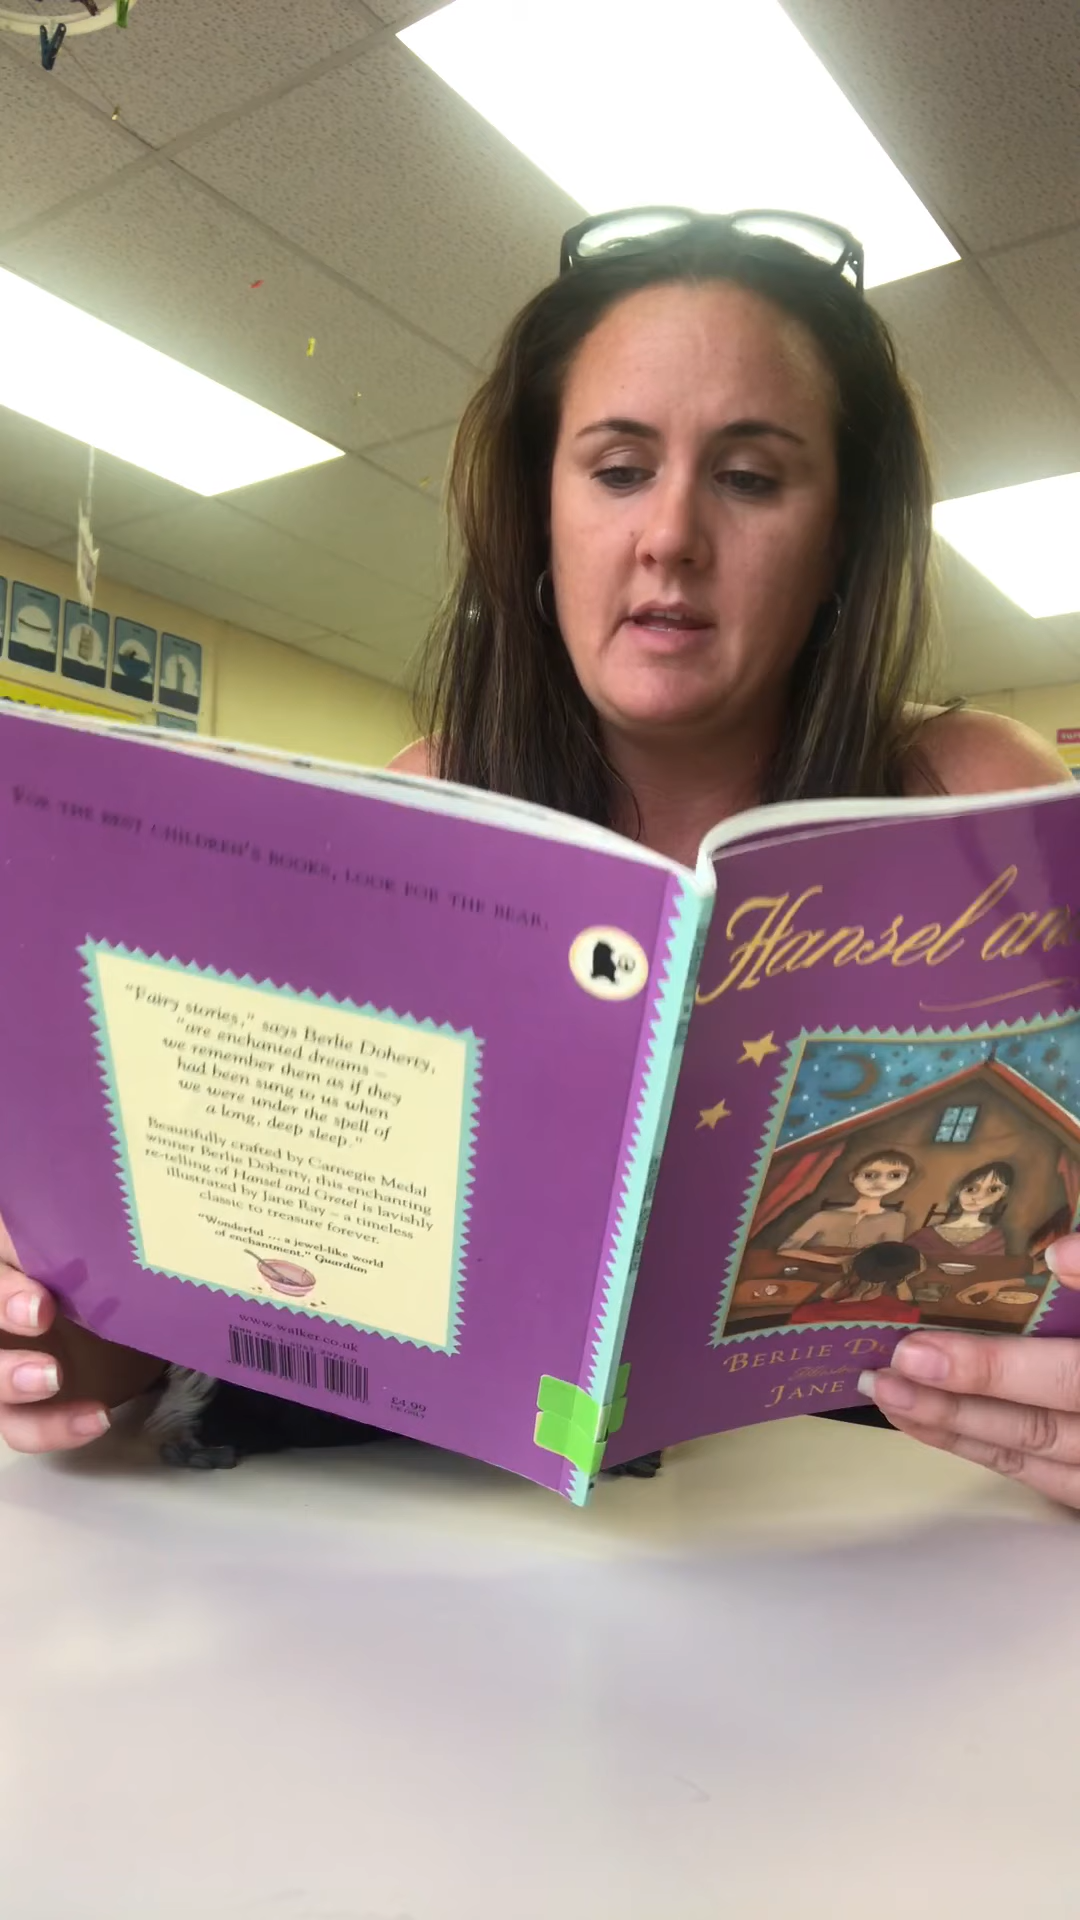 FOR THE BEST CHILDREN'S BOOKS, LOOK FOR THE BEAR.
"Fairy stories," says Berlie Doherty,
"are enchanted dreams –
we remember them as if they
had been sung to us when
we were under the spell of
a long, deep sleep."
Beautifully crafted by Carnegie Medal
winner Berlie Doherty, this enchanting
re-telling of Hansel and Gretel is lavishly
illustrated by Jane Ray – a timeless
classic to treasure forever.
"Wonderful ... a jewel-like world
of enchantment." Guardian
www.walker.co.uk
£4.99
UK ONLY
Hansel an
BERLIE DO
JANE